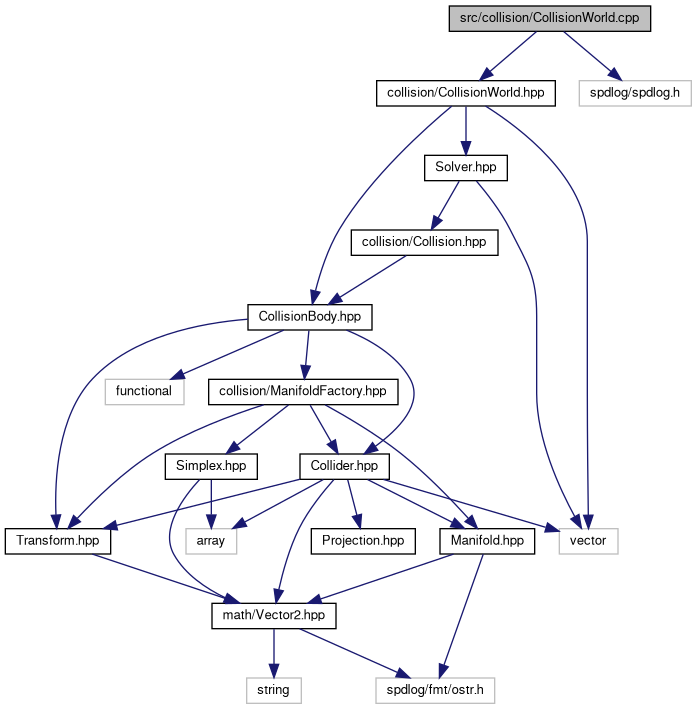 src/collision/CollisionWorld.cpp
collision/CollisionWorld.hpp
spdlog/spdlog.h
Solver.hpp
collision/Collision.hpp
CollisionBody.hpp
functional
collision/ManifoldFactory.hpp
Simplex.hpp
Collider.hpp
Transform.hpp
array
Projection.hpp
Manifold.hpp
vector
math/Vector2.hpp
string
spdlog/fmt/ostr.h